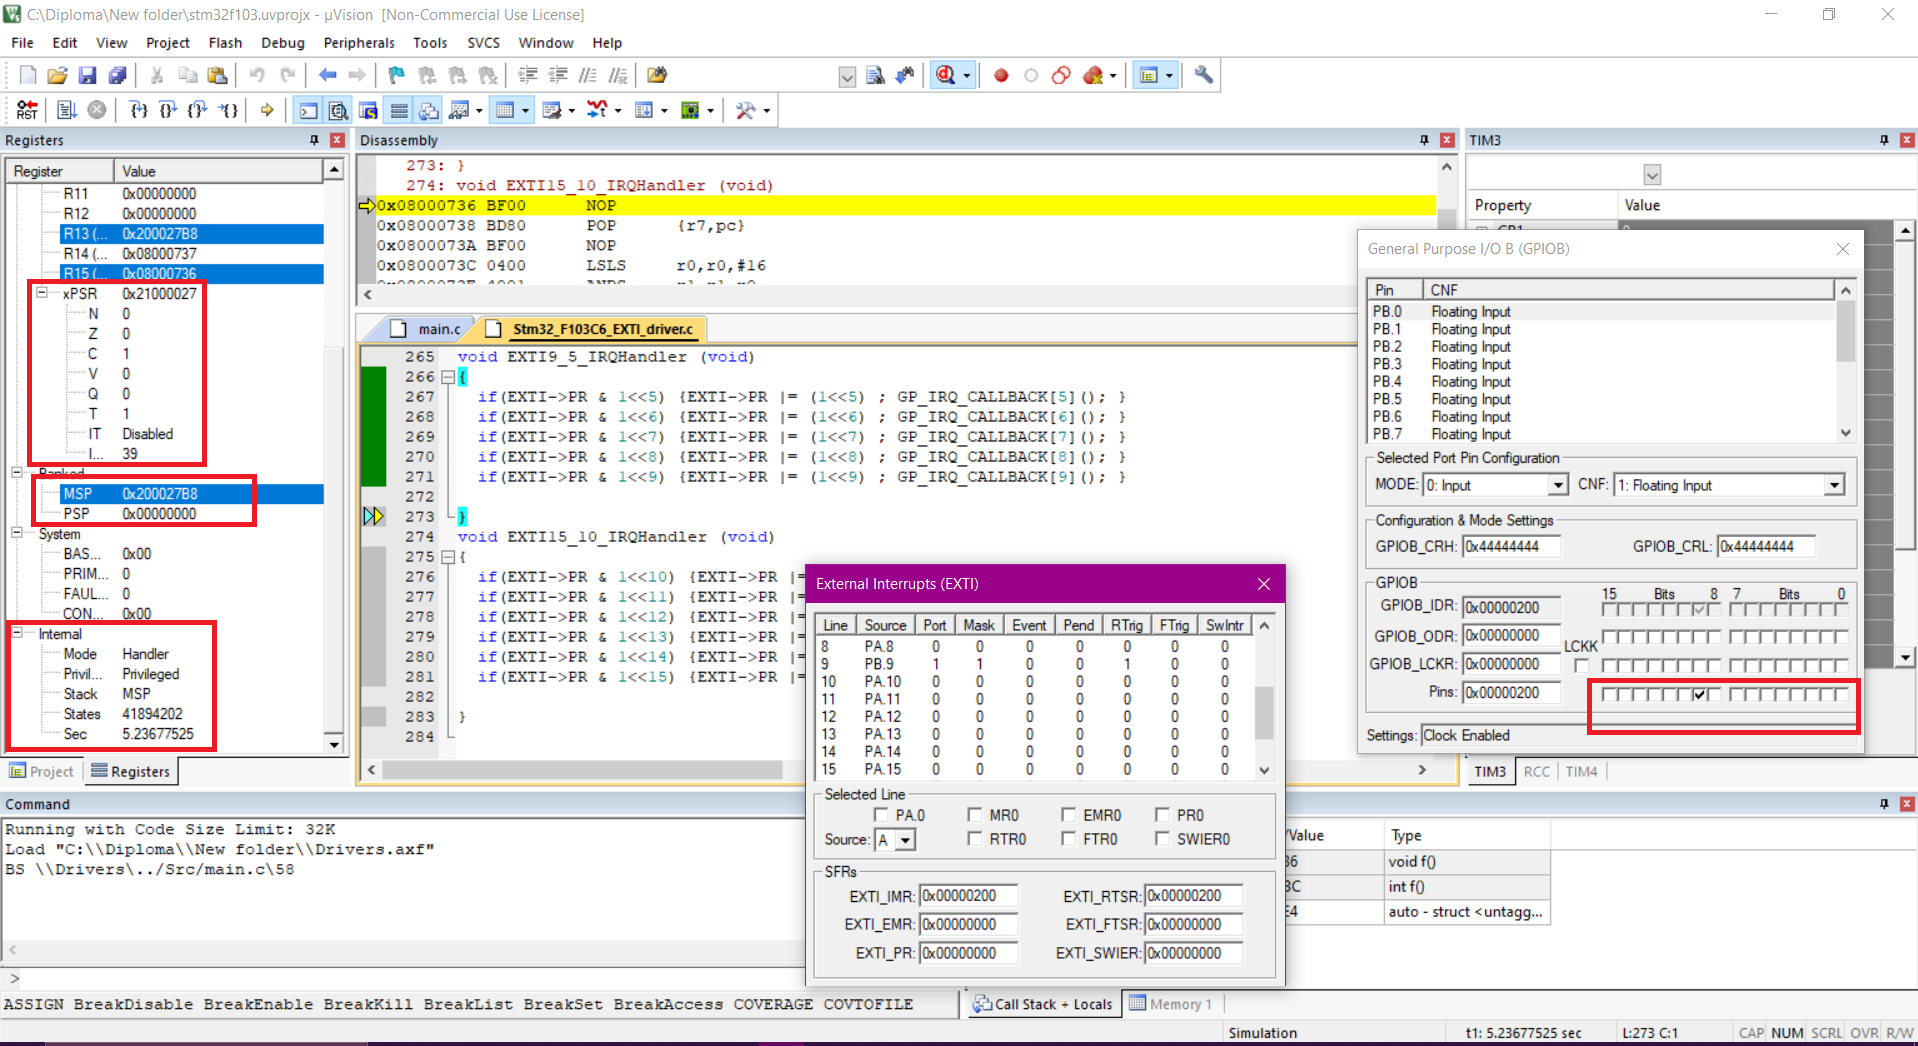 C:\Diploma\New folder\stm32f103.uvprojx - µVision  [Non-Commercial Use License]
File Edit View Project Flash Debug Peripherals Tools SVCS Window Help
RST
Registers
Register Value
R11 0x00000000
R12 0x00000000
R13 (... 0x200027B8
R14 (... 0x08000737
R15 (... 0x08000736
xPSR 0x21000027
N 0
Z 0
C 1
V 0
Q 0
T 1
IT Disabled
I... 39
Banked
MSP 0x200027B8
PSP 0x00000000
System
BAS... 0x00
PRIM... 0
FAUL... 0
CON... 0x00
Internal
Mode Handler
Privil... Privileged
Stack MSP
States 41894202
Sec 5.23677525
Project Registers
Disassembly
273: }
274: void EXTI15_10_IRQHandler (void)
0x08000736 BF00 NOP
0x08000738 BD80 POP {r7,pc}
0x0800073A BF00 NOP
0x0800073C 0400 LSLS r0,r0,#16
main.c Stm32_F103C6_EXTI_driver.c
265 void EXTI9_5_IRQHandler (void)
266 {
267 if(EXTI->PR & 1<<5) {EXTI->PR |= (1<<5) ; GP_IRQ_CALLBACK[5](); }
268 if(EXTI->PR & 1<<6) {EXTI->PR |= (1<<6) ; GP_IRQ_CALLBACK[6](); }
269 if(EXTI->PR & 1<<7) {EXTI->PR |= (1<<7) ; GP_IRQ_CALLBACK[7](); }
270 if(EXTI->PR & 1<<8) {EXTI->PR |= (1<<8) ; GP_IRQ_CALLBACK[8](); }
271 if(EXTI->PR & 1<<9) {EXTI->PR |= (1<<9) ; GP_IRQ_CALLBACK[9](); }
272
273 }
274 void EXTI15_10_IRQHandler (void)
275 {
276 if(EXTI->PR & 1<<10) {EXTI->PR |=
277 if(EXTI->PR & 1<<11) {EXTI->PR |=
278 if(EXTI->PR & 1<<12) {EXTI->PR |=
279 if(EXTI->PR & 1<<13) {EXTI->PR |=
280 if(EXTI->PR & 1<<14) {EXTI->PR |=
281 if(EXTI->PR & 1<<15) {EXTI->PR |=
282
283 }
284
TIM3
Property Value
CR1 0
TIM3 RCC TIM4
General Purpose I/O B (GPIOB)
Pin CNF
PB.0 Floating Input
PB.1 Floating Input
PB.2 Floating Input
PB.3 Floating Input
PB.4 Floating Input
PB.5 Floating Input
PB.6 Floating Input
PB.7 Floating Input
Selected Port Pin Configuration
MODE: 0: Input CNF: 1: Floating Input
Configuration & Mode Settings
GPIOB_CRH: 0x44444444 GPIOB_CRL: 0x44444444
GPIOB
15 Bits 8 7 Bits 0
GPIOB_IDR: 0x00000200
GPIOB_ODR: 0x00000000
LCKK
GPIOB_LCKR: 0x00000000
Pins: 0x00000200
Settings: Clock Enabled
External Interrupts (EXTI)
Line Source Port Mask Event Pend RTrig FTrig SwIntr
8 PA.8 0 0 0 0 0 0 0
9 PB.9 1 1 0 0 1 0 0
10 PA.10 0 0 0 0 0 0 0
11 PA.11 0 0 0 0 0 0 0
12 PA.12 0 0 0 0 0 0 0
13 PA.13 0 0 0 0 0 0 0
14 PA.14 0 0 0 0 0 0 0
15 PA.15 0 0 0 0 0 0 0
Selected Line
PA.0 MR0 EMR0 PR0
Source: A RTR0 FTR0 SWIER0
SFRs
EXTI_IMR: 0x00000200 EXTI_RTSR: 0x00000200
EXTI_EMR: 0x00000000 EXTI_FTSR: 0x00000000
EXTI_PR: 0x00000000 EXTI_SWIER: 0x00000000
Command
Running with Code Size Limit: 32K
Load "C:\\Diploma\\New folder\\Drivers.axf"
BS \\Drivers\../Src/main.c\58
>
ASSIGN BreakDisable BreakEnable BreakKill BreakList BreakSet BreakAccess COVERAGE COVTOFILE
/Value Type
36 void f()
3C int f()
E4 auto - struct <untagg...
Call Stack + Locals Memory 1
Simulation t1: 5.23677525 sec L:273 C:1 CAP NUM SCRL OVR R/W